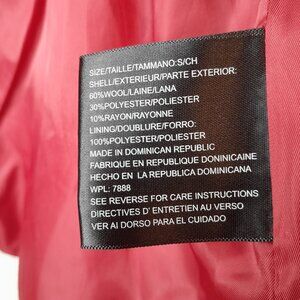 SIZE/TAILLE/TAMMANO:S/CH
SHELL/EXTERIEUR/PARTE EXTERIOR:
60%WOOL/LAINE/LANA
30%POLYESTER/POLIESTER
10%RAYON/RAYONNE
LINING/DOUBLURE/FORRO:
100%POLYESTER/POLIESTER
MADE IN DOMINICAN REPUBLIC
FABRIQUE EN REPUBLIQUE DONINICAINE
HECHO EN LA REPUBLICA DOMINICANA
WPL: 7888
SEE REVERSE FOR CARE INSTRUCTIONS
DIRECTIVES D' ENTRETIEN AU VERSO
VER AI DORSO PARA EL CUIDADO